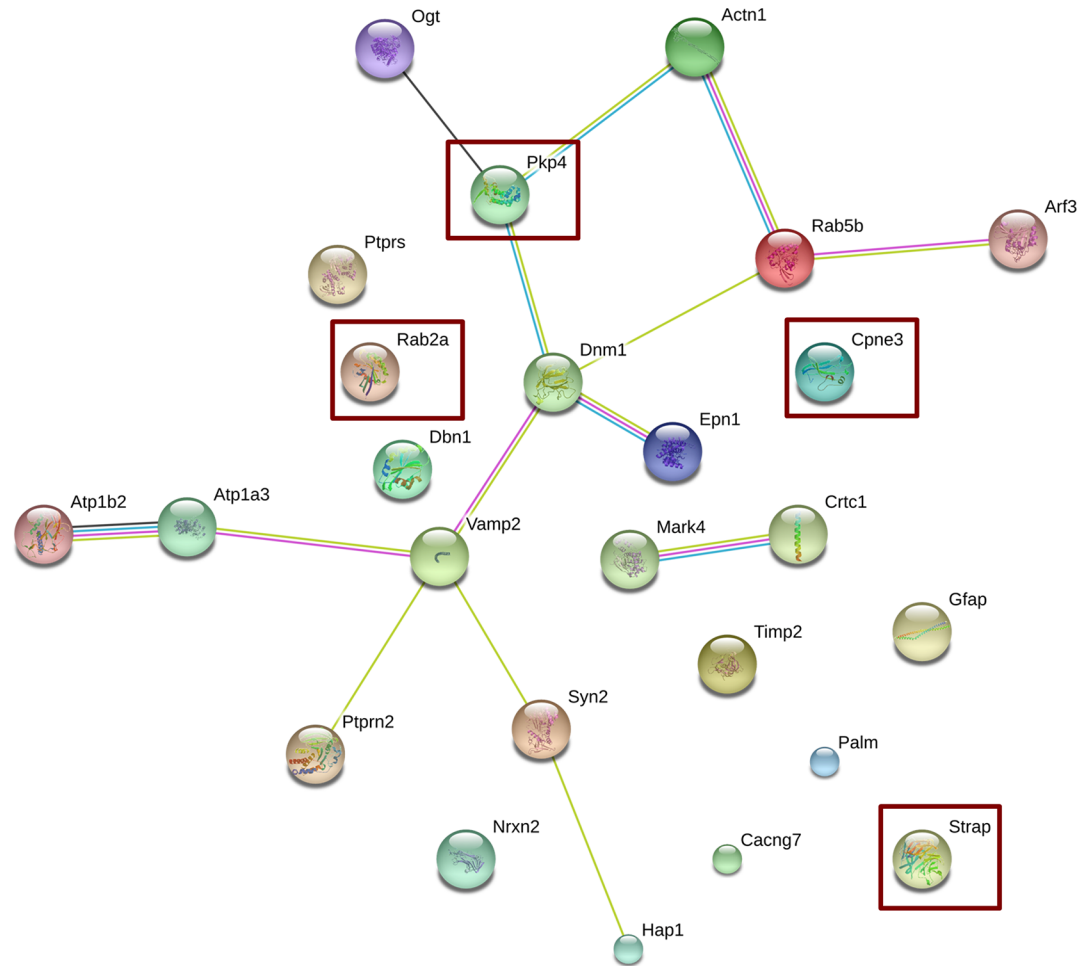 Ogt
Actn1
Pkp4
Arf3
Rab5b
Ptprs
Rab2a
Cpne3
Dnm1
Epn1
Dbn1
Atp1b2
Atp1a3
Crtc1
Vamp2
Mark4
Gfap
Timp2
Syn2
Ptprn2
Palm
Nrxn2
Strap
Cacng7
Hap1